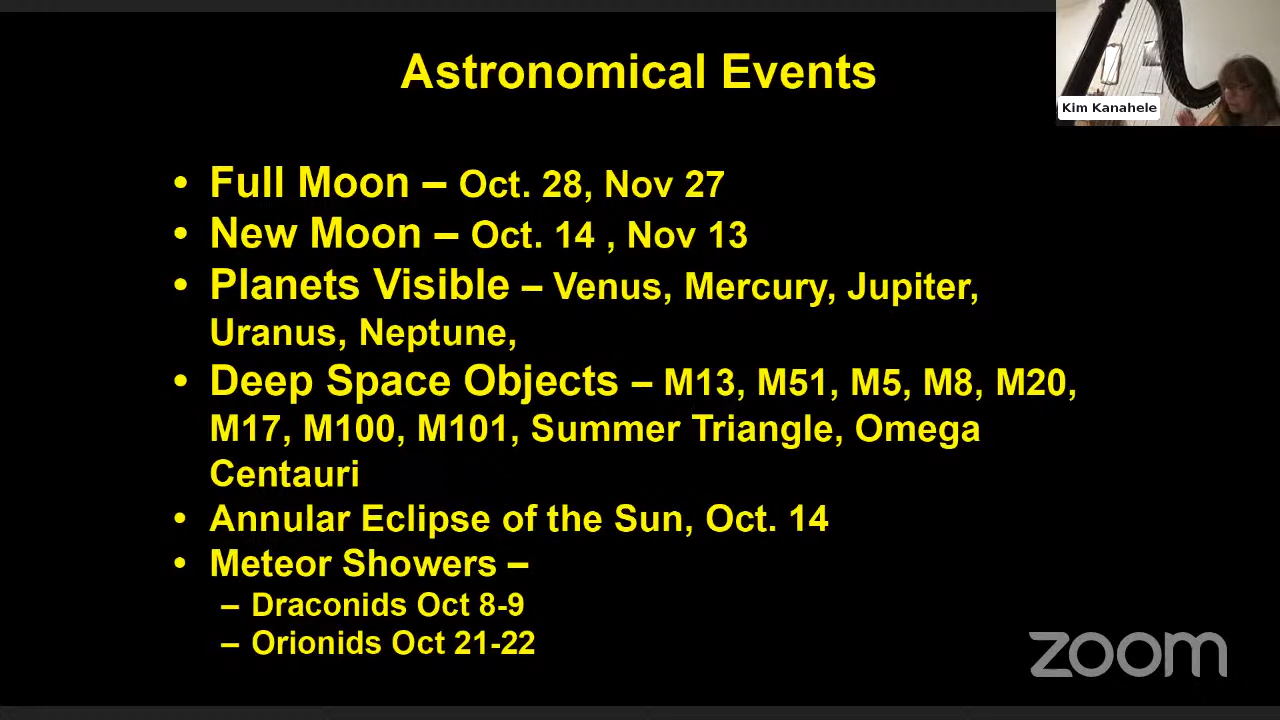 Astronomical Events
Kim Kanahele
• Full Moon – Oct. 28, Nov 27
• New Moon – Oct. 14 , Nov 13
• Planets Visible – Venus, Mercury, Jupiter,
Uranus, Neptune,
• Deep Space Objects – M13, M51, M5, M8, M20,
M17, M100, M101, Summer Triangle, Omega
Centauri
• Annular Eclipse of the Sun, Oct. 14
• Meteor Showers –
– Draconids Oct 8-9
– Orionids Oct 21-22
zoom